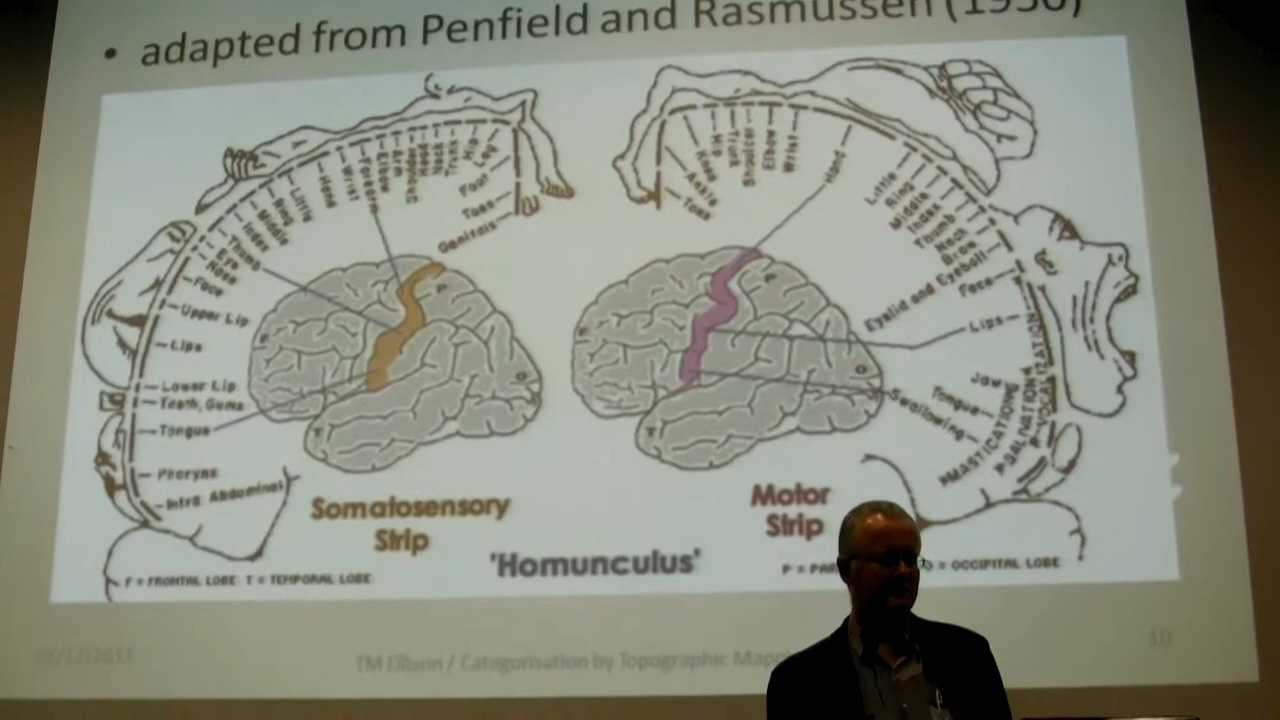 • adapted from Penfield and Rasmussen (1950)
Genitals
Toes
Foot
Leg
Hip
Trunk
Neck
Head
Shoulder
Arm
Elbow
Forearm
Wrist
Hand
Little
Ring
Middle
Index
Thumb
Eye
Nose
Face
Upper Lip
Lips
Lower Lip
Teeth, Gums
Tongue
Pharynx
Intra Abdominal
Toes
Ankle
Knee
Hip
Trunk
Shoulder
Elbow
Wrist
Hand
Little
Ring
Middle
Index
Thumb
Neck
Brow
Eyelid and Eyeball
Face
Lips
Jaw
Tongue
Swallowing
MASTICATION
SALIVATION
VOCALIZATION
Somatosensory
Strip
Motor
Strip
'Homunculus'
F = FRONTAL LOBE T = TEMPORAL LOBE
P = O = OCCIPITAL LOBE
TM Ellison / Categorisation by Topographic
10